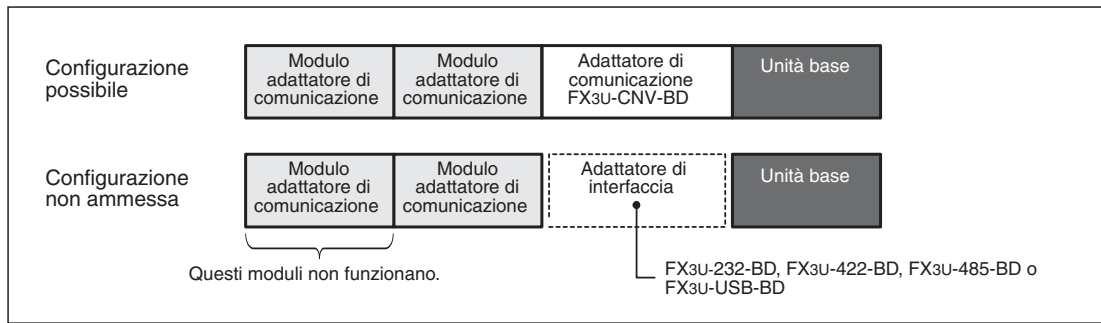 Configurazione
possibile
Modulo
adattatore di
comunicazione
Modulo
adattatore di
comunicazione
Adattatore di
comunicazione
FX3U-CNV-BD
Unità base
Configurazione
non ammessa
Modulo
adattatore di
comunicazione
Modulo
adattatore di
comunicazione
Adattatore di
interfaccia
Unità base
Questi moduli non funzionano.
FX3U-232-BD, FX3U-422-BD, FX3U-485-BD o
FX3U-USB-BD